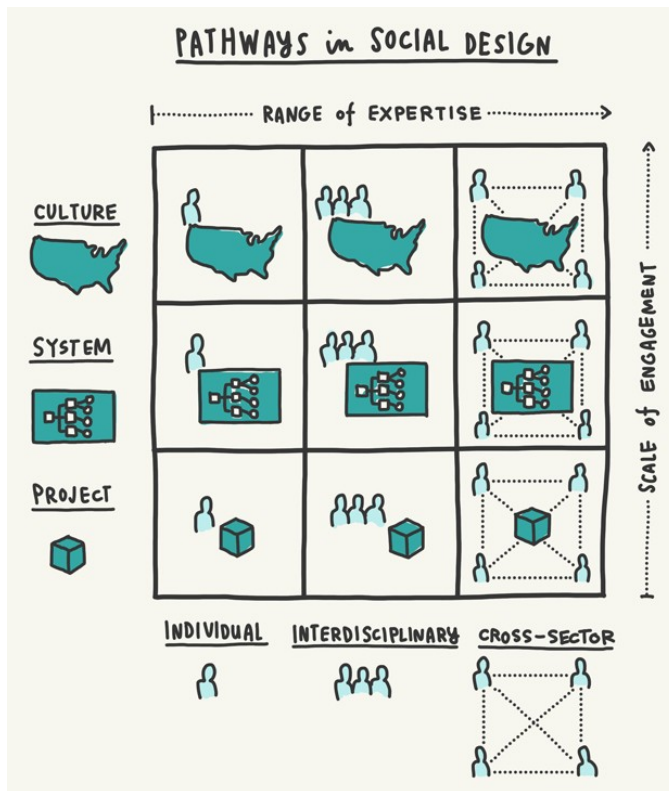 PATHWAYS in SOCIAL DESIGN
RANGE of EXPERTISE
CULTURE
SYSTEM
PROJECT
SCALE of ENGAGEMENT
INDIVIDUAL
INTERDISCIPLINARY
CROSS-SECTOR